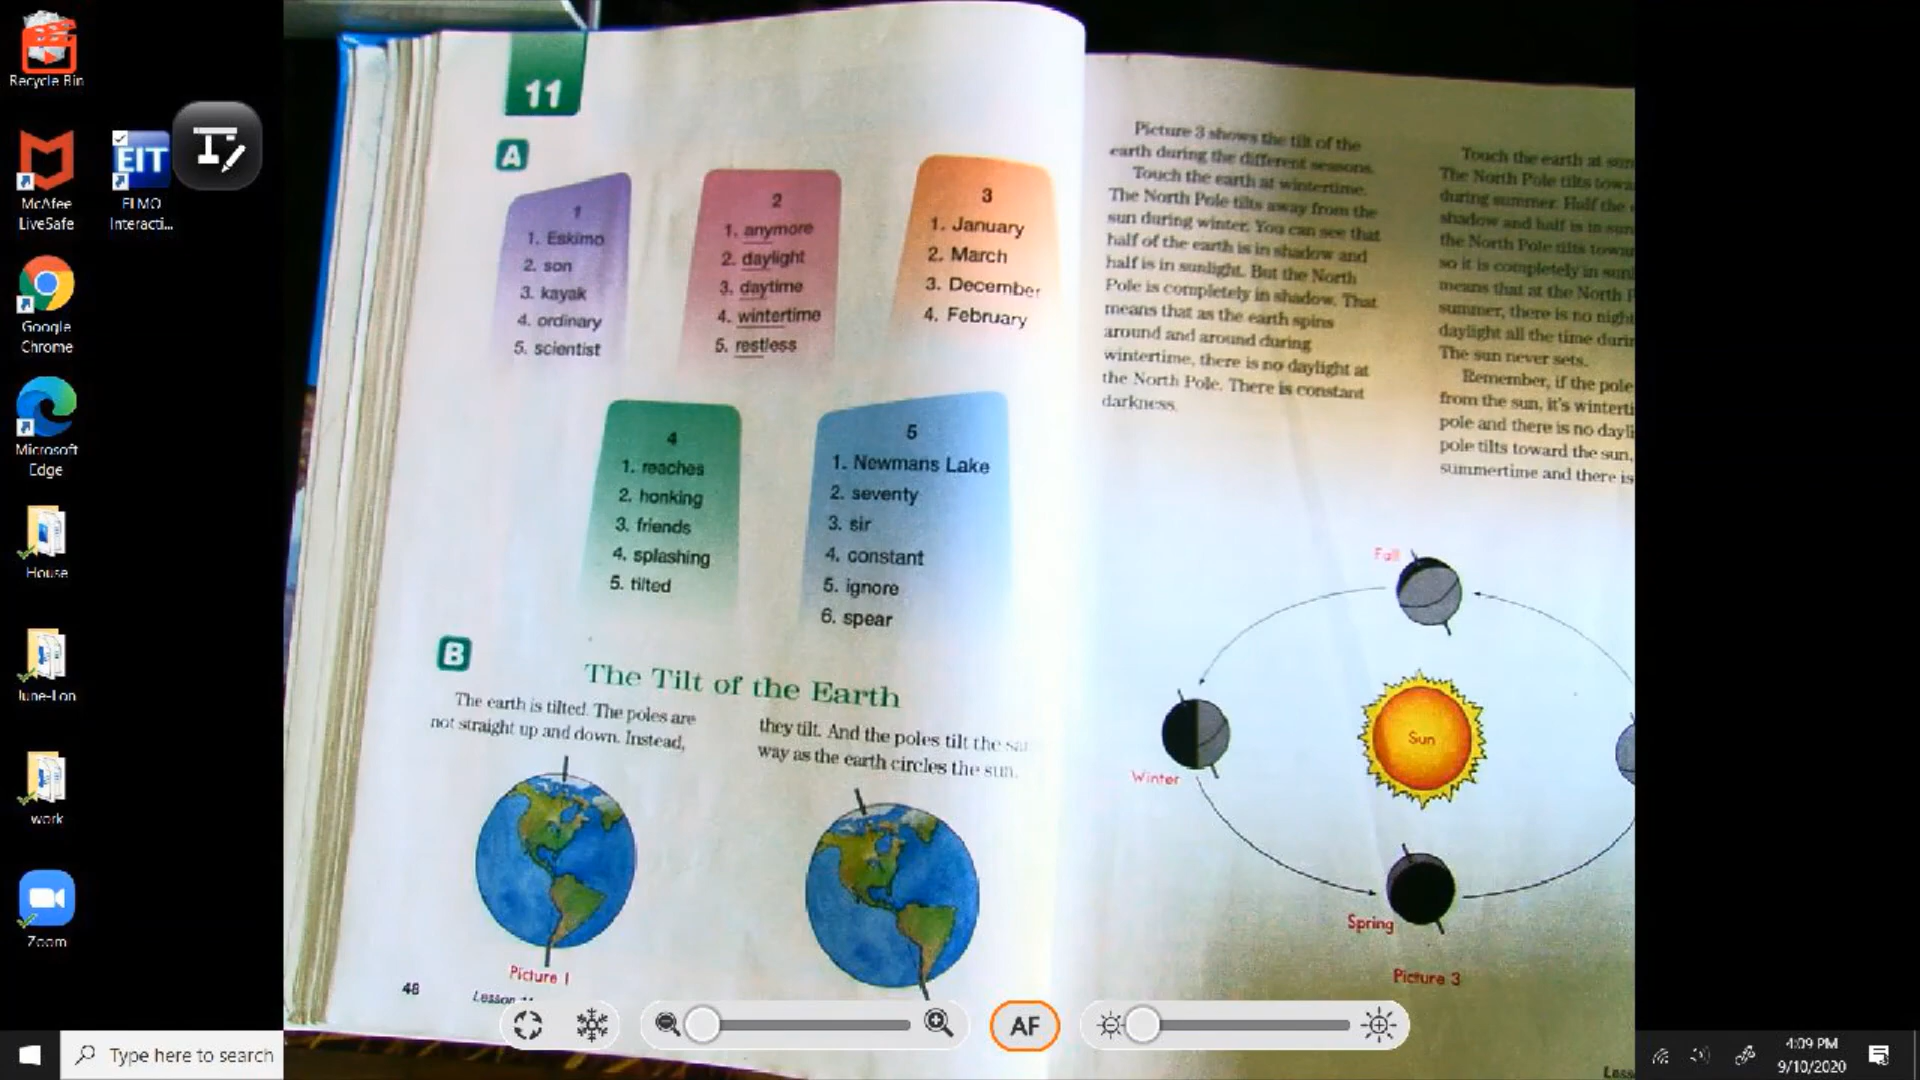 Recycle Bin
McAfee
LiveSafe
EIT
ELMO
Interacti...
Google
Chrome
Microsoft
Edge
House
June-Lon
work
Zoom
Type here to search
11
A
1
1. Eskimo
2. son
3. kayak
4. ordinary
5. scientist
2
1. anymore
2. daylight
3. daytime
4. wintertime
5. restless
3
1. January
2. March
3. December
4. February
4
1. reaches
2. honking
3. friends
4. splashing
5. tilted
5
1. Newmans Lake
2. seventy
3. sir
4. constant
5. ignore
6. spear
B
The Tilt of the Earth
The earth is tilted. The poles are
not straight up and down. Instead,
they tilt. And the poles tilt the
way as the earth circles the sun.
Picture 1
48
Lesson
Picture 3 shows the tilt of the
earth during the different seasons.
Touch the earth at wintertime.
The North Pole tilts away from the
sun during winter. You can see that
half of the earth is in shadow and
half is in sunlight. But the North
Pole is completely in shadow. That
means that as the earth spins
around and around during
wintertime, there is no daylight at
the North Pole. There is constant
darkness.
Touch the earth at
The North Pole tilts
during summer. Half the
shadow and half is in
the North Pole tilts
so it is completely in
means that at the North
summer, there is no night
daylight all the time
The sun never sets.
Remember, if the pole
from the sun, it's
pole and there is no
pole tilts toward the sun,
summertime and there is
Fall
Winter
Sun
Spring
Picture 3
AF
4:09 PM
9/10/2020